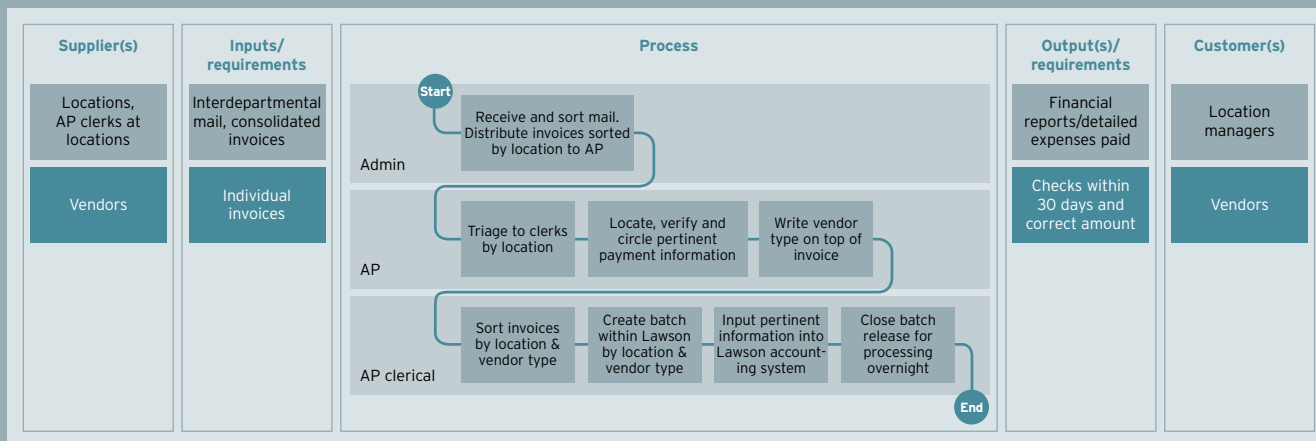 Supplier(s)
Locations,
AP clerks at
locations
Vendors
Inputs/
requirements
Interdepartmental
mail, consolidated
invoices
Individual
invoices
Process
Start
Receive and sort mail.
Distribute invoices sorted
by location to AP
Admin
Triage to clerks
by location
Locate, verify and
circle pertinent
payment information
Write vendor
type on top of
invoice
AP
Sort invoices
by location &
vendor type
Create batch
within Lawson
by location &
vendor type
Input pertinent
information into
Lawson account-
ing system
Close batch
release for
processing
overnight
AP clerical
End
Output(s)/
requirements
Financial
reports/detailed
expenses paid
Checks within
30 days and
correct amount
Customer(s)
Location
managers
Vendors